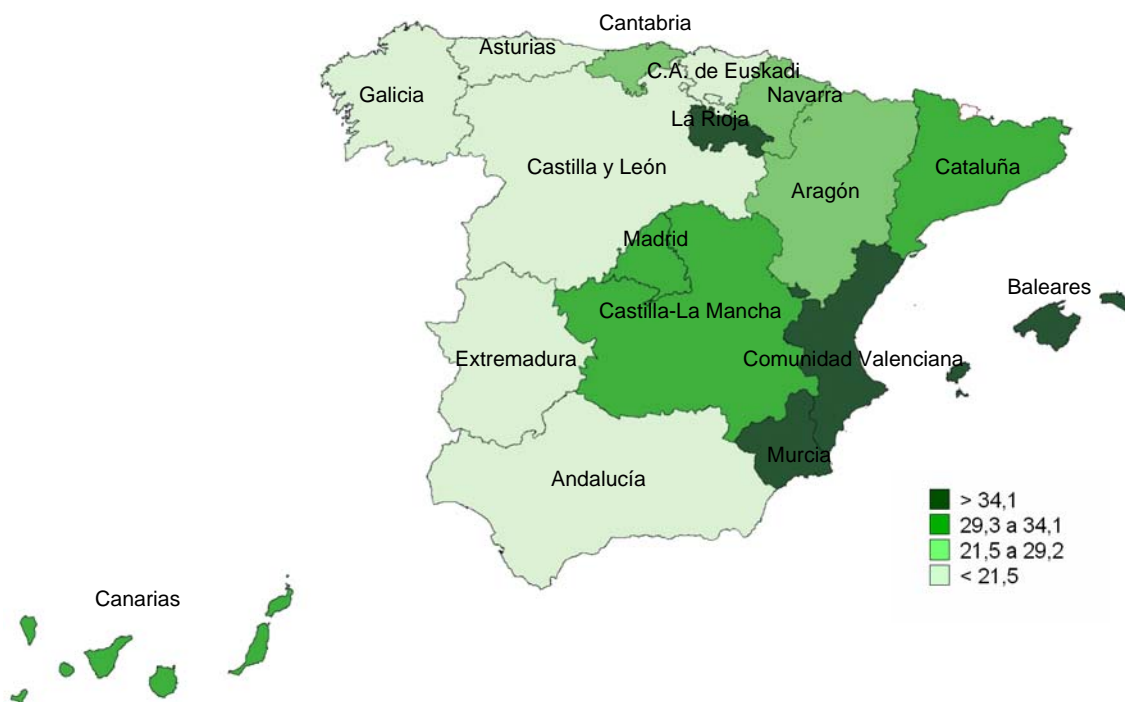 Cantabria
Asturias
C.A. de Euskadi
Galicia
Navarra
La Rioja
Castilla y León
Cataluña
Aragón
Madrid
Baleares
Castilla-La Mancha
Extremadura
Comunidad Valenciana
Murcia
Andalucía
> 34,1
29,3 a 34,1
21,5 a 29,2
< 21,5
Canarias